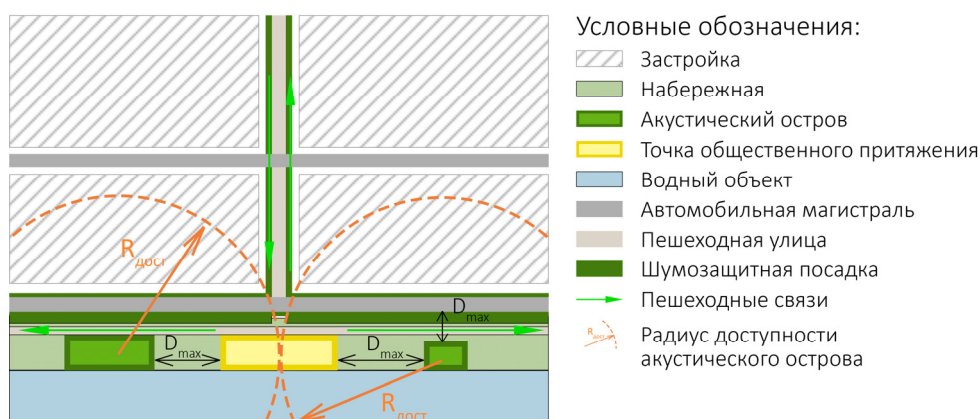 Условные обозначения:
Застройка
Набережная
Акустический остров
Точка общественного притяжения
Водный объект
Автомобильная магистраль
Пешеходная улица
Шумозащитная посадка
Пешеходные связи
Rдост
Радиус доступности
акустического острова
Rдост
Dmax
Dmax
Dmax
Rдост